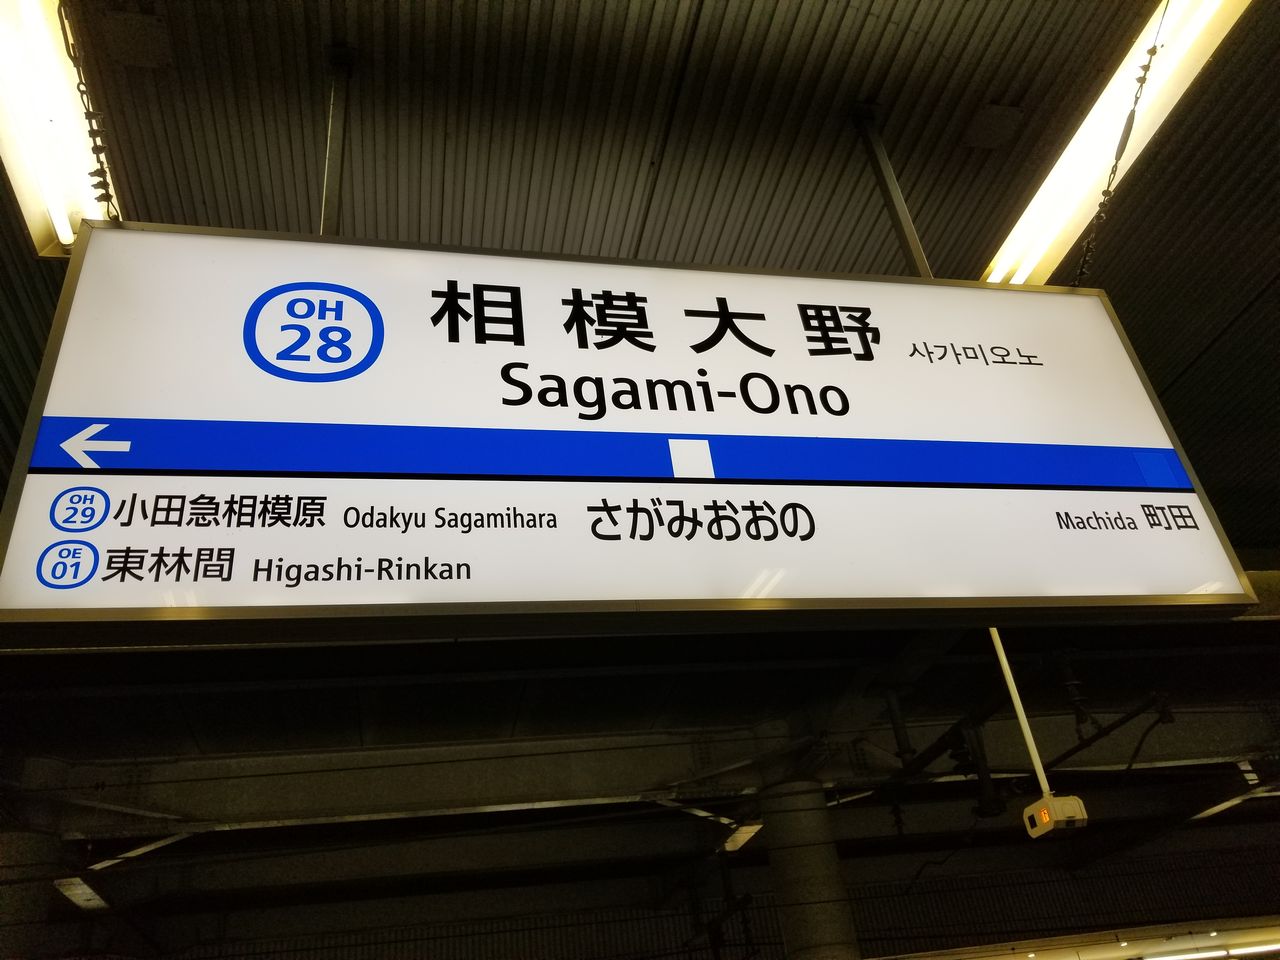 OH
28
相模大野 사가미오노
Sagami-Ono
OH
29
小田急相模原 Odakyu Sagamihara
さがみおおの
Machida 町田
OE
01
東林間 Higashi-Rinkan